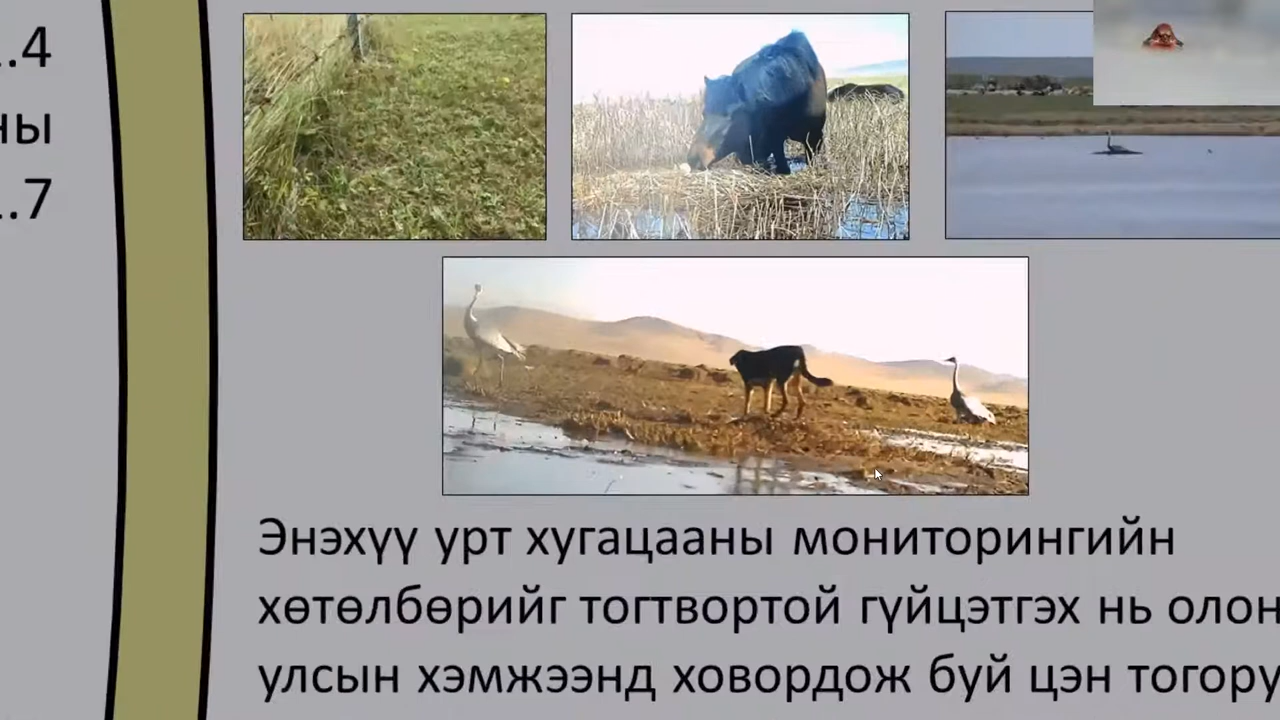 ..4
ны
..7
Энэхүү урт хугацааны мониторингийн
хөтөлбөрийг тогтвортой гүйцэтгэх нь олон
улсын хэмжээнд ховордож буй цэн тогору